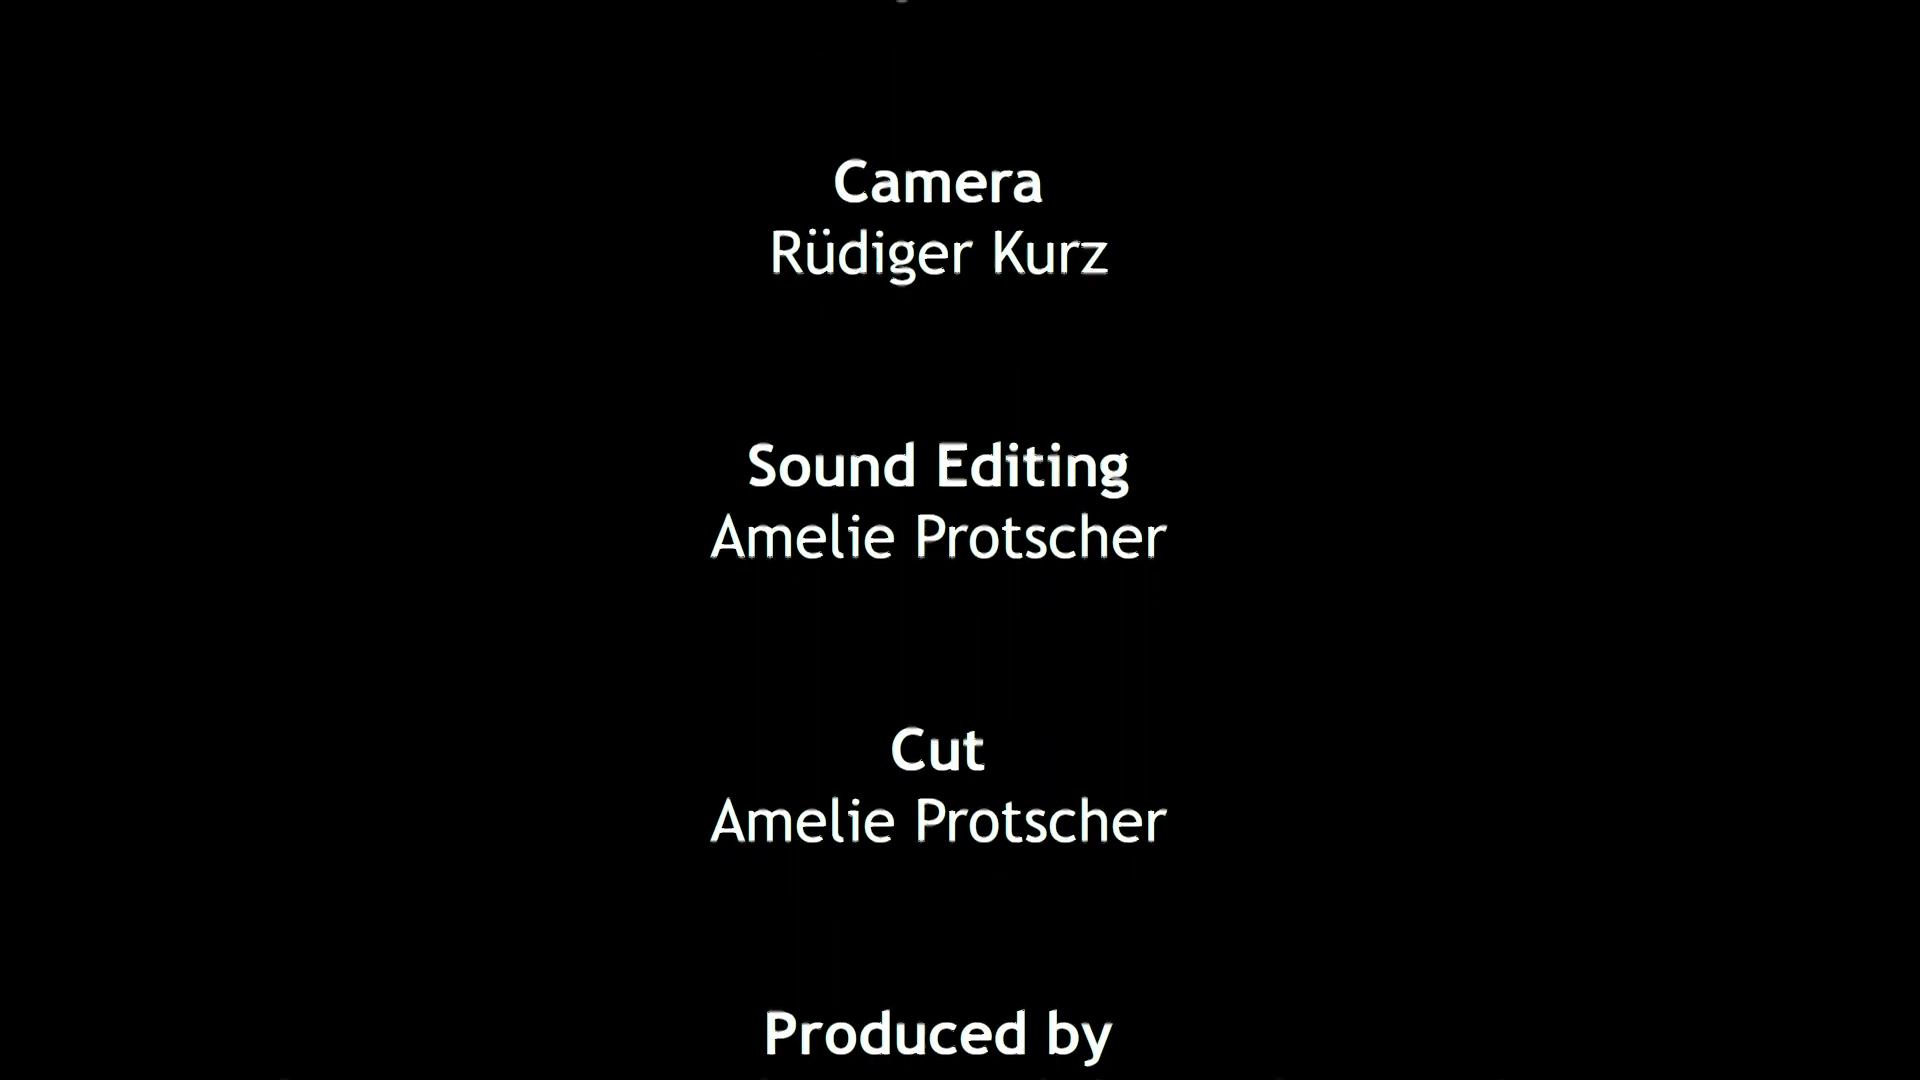 Camera
Rüdiger Kurz
Sound Editing
Amelie Protscher
Cut
Amelie Protscher
Produced by